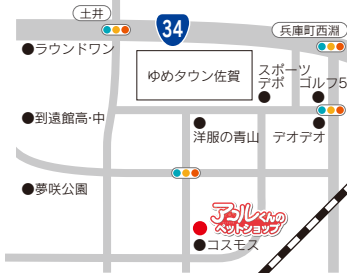 土井
34
兵庫町西淵
ラウンドワン
ゆめタウン佐賀
スポーツ
デポ
ゴルフ5
到遠館高・中
洋服の青山
デオデオ
夢咲公園
アクルくんの
ペットショップ
コスモス